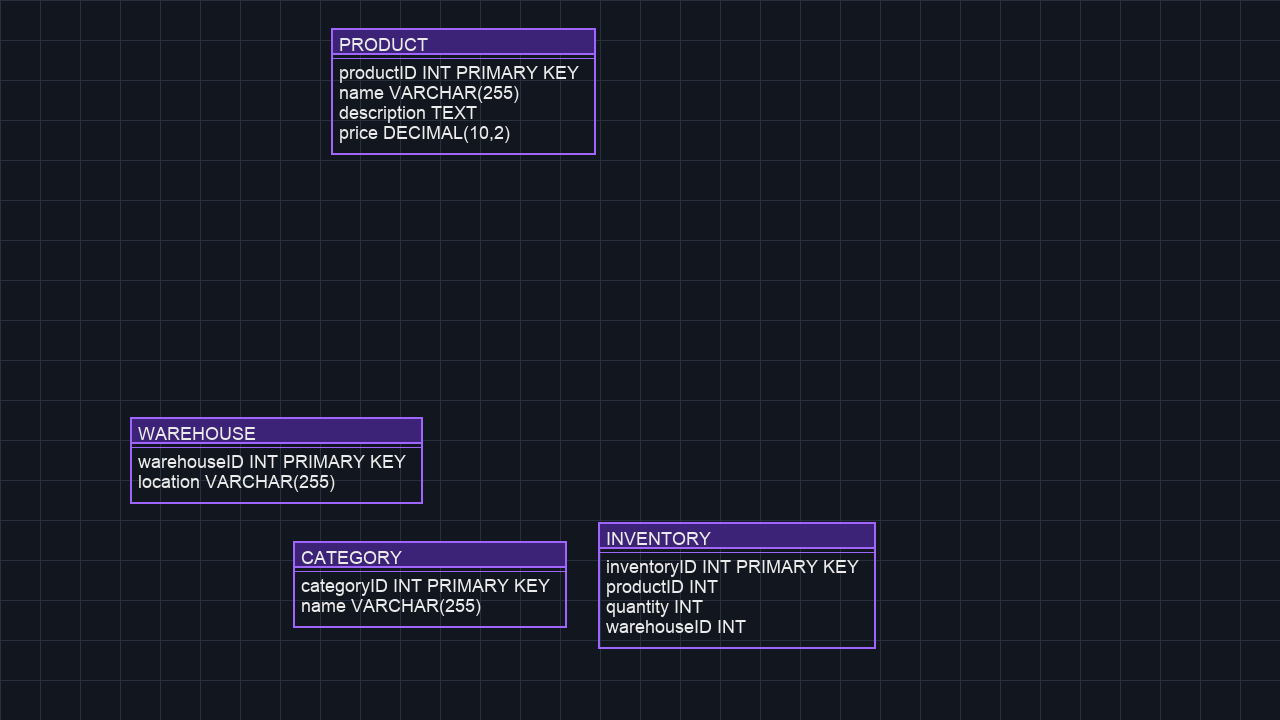 PRODUCT
productID INT PRIMARY KEY
name VARCHAR(255)
description TEXT
price DECIMAL(10,2)
WAREHOUSE
warehouseID INT PRIMARY KEY
location VARCHAR(255)
CATEGORY
categoryID INT PRIMARY KEY
name VARCHAR(255)
INVENTORY
inventoryID INT PRIMARY KEY
productID INT
quantity INT
warehouseID INT